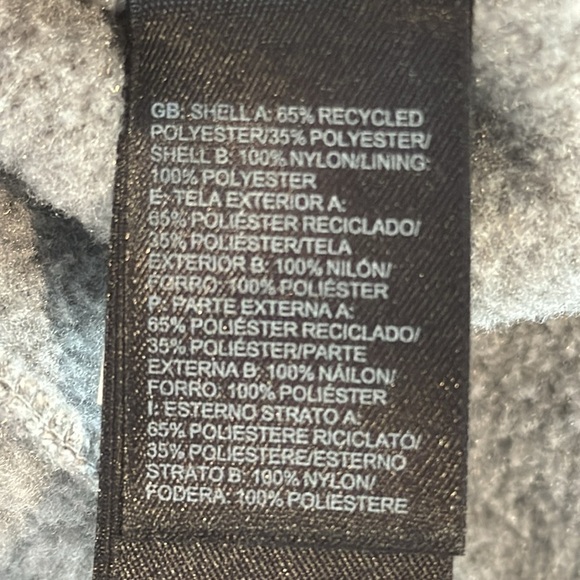 GB: SHELL A: 65% RECYCLED
POLYESTER/35% POLYESTER/
SHELL B: 100% NYLON/LINING:
100% POLYESTER
E: TELA EXTERIOR A:
65% POLIÉSTER RECICLADO/
35% POLIÉSTER/TELA
EXTERIOR B: 100% NILÓN/
FORRO: 100% POLIÉSTER
P: PARTE EXTERNA A:
65% POLIÉSTER RECICLADO/
35% POLIÉSTER/PARTE
EXTERNA B: 100% NÁILON/
FORRO: 100% POLIÉSTER
I: ESTERNO STRATO A:
65% POLIESTERE RICICLATO/
35% POLIESTERE/ESTERNO
STRATO B: 100% NYLON/
FODERA: 100% POLIESTERE